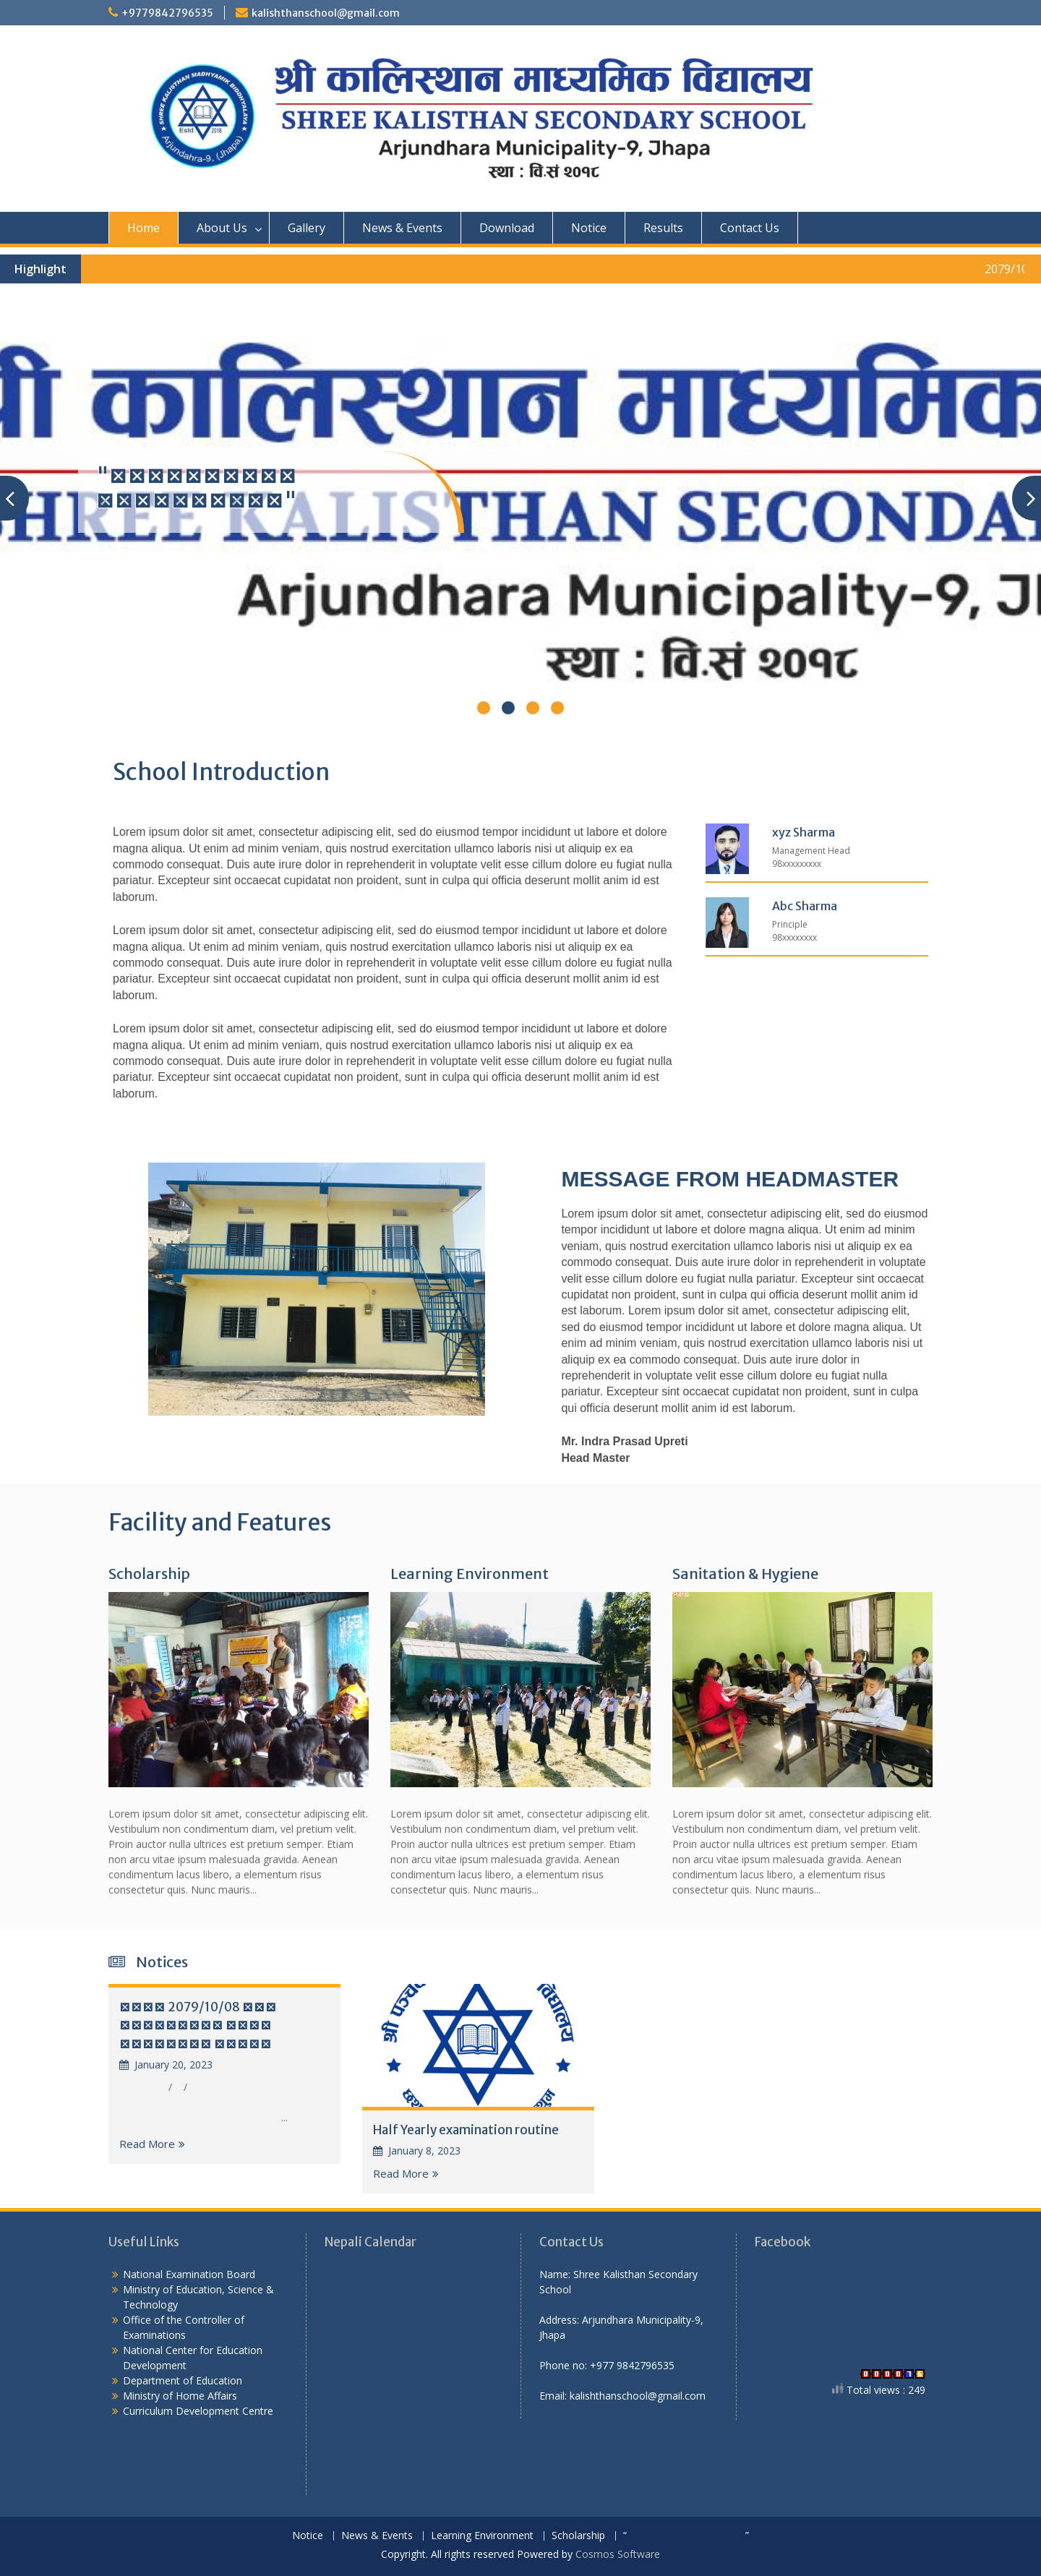 +9779842796535
kalishthanschool@gmail.com
SHREE KALISTHAN MADHYAMIK BIDHYALAYA
Estd. 2018
Arjundahra-9, (Jhapa)
श्री कालिस्थान माध्यमिक विद्यालय
SHREE KALISTHAN SECONDARY SCHOOL
Arjundhara Municipality-9, Jhapa
स्था : वि.सं २०१८
Home
About Us
Gallery
News & Events
Download
Notice
Results
Contact Us
Highlight
2079/10
श्री कालिस्थान माध्यमिक
SHREE KALISTHAN SECONDARY
Arjundhara Municipality-9, Jh
स्था : वि.सं २०१८
School Introduction
Lorem ipsum dolor sit amet, consectetur adipiscing elit, sed do eiusmod tempor incididunt ut labore et dolore
magnа aliqua. Ut enim ad minim veniam, quis nostrud exercitation ullamco laboris nisi ut aliquip ex ea
commodo consequat. Duis aute irure dolor in reprehenderit in voluptate velit esse cillum dolore eu fugiat nulla
pariatur. Excepteur sint occaecat cupidatat non proident, sunt in culpa qui officia deserunt mollit anim id est
laborum.
Lorem ipsum dolor sit amet, consectetur adipiscing elit, sed do eiusmod tempor incididunt ut labore et dolore
magna aliqua. Ut enim ad minim veniam, quis nostrud exercitation ullamco laboris nisi ut aliquip ex ea
commodo consequat. Duis aute irure dolor in reprehenderit in voluptate velit esse cillum dolore eu fugiat nulla
pariatur. Excepteur sint occaecat cupidatat non proident, sunt in culpa qui officia deserunt mollit anim id est
laborum.
Lorem ipsum dolor sit amet, consectetur adipiscing elit, sed do eiusmod tempor incididunt ut labore et dolore
magna aliqua. Ut enim ad minim veniam, quis nostrud exercitation ullamco laboris nisi ut aliquip ex ea
commodo consequat. Duis aute irure dolor in reprehenderit in voluptate velit esse cillum dolore eu fugiat nulla
pariatur. Excepteur sint occaecat cupidatat non proident, sunt in culpa qui officia deserunt mollit anim id est
laborum.
xyz Sharma
Management Head
98xxxxxxxxx
Abc Sharma
Principle
98xxxxxxxx
MESSAGE FROM HEADMASTER
Lorem ipsum dolor sit amet, consectetur adipiscing elit, sed do eiusmod
tempor incididunt ut labore et dolore magna aliqua. Ut enim ad minim
veniam, quis nostrud exercitation ullamco laboris nisi ut aliquip ex ea
commodo consequat. Duis aute irure dolor in reprehenderit in voluptate
velit esse cillum dolore eu fugiat nulla pariatur. Excepteur sint occaecat
cupidatat non proident, sunt in culpa qui officia deserunt mollit anim id
est laborum. Lorem ipsum dolor sit amet, consectetur adipiscing elit,
sed do eiusmod tempor incididunt ut labore et dolore magna aliqua. Ut
enim ad minim veniam, quis nostrud exercitation ullamco laboris nisi ut
aliquip ex ea commodo consequat. Duis aute irure dolor in
reprehenderit in voluptate velit esse cillum dolore eu fugiat nulla
pariatur. Excepteur sint occaecat cupidatat non proident, sunt in culpa
qui officia deserunt mollit anim id est laborum.
Mr. Indra Prasad Upreti
Head Master
Facility and Features
Scholarship
Learning Environment
Sanitation & Hygiene
Lorem ipsum dolor sit amet, consectetur adipiscing elit.
Vestibulum non condimentum diam, vel pretium velit.
Proin auctor nulla ultrices est pretium semper. Etiam
non arcu vitae ipsum malesuada gravida. Aenean
condimentum lacus libero, a elementum risus
consectetur quis. Nunc mauris...
Lorem ipsum dolor sit amet, consectetur adipiscing elit.
Vestibulum non condimentum diam, vel pretium velit.
Proin auctor nulla ultrices est pretium semper. Etiam
non arcu vitae ipsum malesuada gravida. Aenean
condimentum lacus libero, a elementum risus
consectetur quis. Nunc mauris...
Lorem ipsum dolor sit amet, consectetur adipiscing elit.
Vestibulum non condimentum diam, vel pretium velit.
Proin auctor nulla ultrices est pretium semper. Etiam
non arcu vitae ipsum malesuada gravida. Aenean
condimentum lacus libero, a elementum risus
consectetur quis. Nunc mauris...
Notices
2079/10/08
January 20, 2023
/ /
...
Read More
Half Yearly examination routine
January 8, 2023
Read More
Useful Links
National Examination Board
Ministry of Education, Science &
Technology
Office of the Controller of
Examinations
National Center for Education
Development
Department of Education
Ministry of Home Affairs
Curriculum Development Centre
Nepali Calendar
Contact Us
Name: Shree Kalisthan Secondary
School
Address: Arjundhara Municipality-9,
Jhapa
Phone no: +977 9842796535
Email: kalishthanschool@gmail.com
Facebook
000016
Total views : 249
Notice
News & Events
Learning Environment
Scholarship
“ ”
Copyright. All rights reserved Powered by Cosmos Software